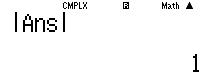 CMPLX R Math ▲
|Ans|
1